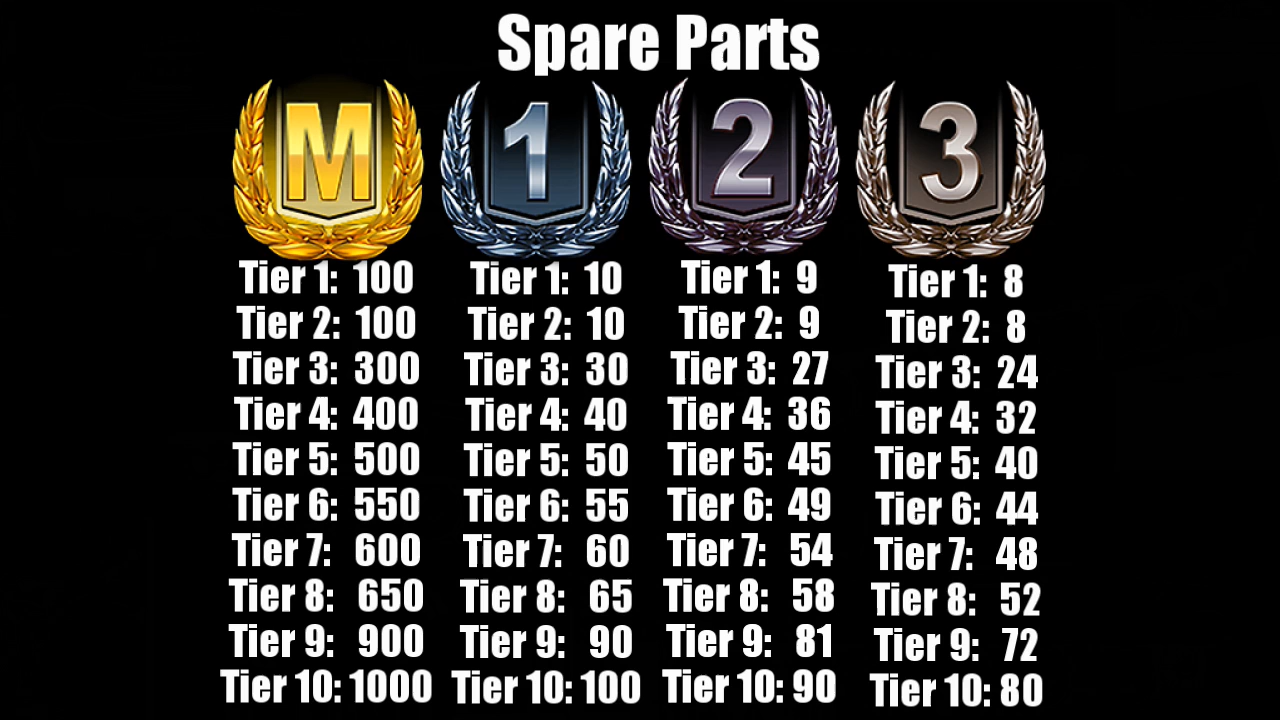 Spare Parts
M 1 2 3
Tier 1: 100 Tier 1: 10 Tier 1: 9 Tier 1: 8
Tier 2: 100 Tier 2: 10 Tier 2: 9 Tier 2: 8
Tier 3: 300 Tier 3: 30 Tier 3: 27 Tier 3: 24
Tier 4: 400 Tier 4: 40 Tier 4: 36 Tier 4: 32
Tier 5: 500 Tier 5: 50 Tier 5: 45 Tier 5: 40
Tier 6: 550 Tier 6: 55 Tier 6: 49 Tier 6: 44
Tier 7: 600 Tier 7: 60 Tier 7: 54 Tier 7: 48
Tier 8: 650 Tier 8: 65 Tier 8: 58 Tier 8: 52
Tier 9: 900 Tier 9: 90 Tier 9: 81 Tier 9: 72
Tier 10: 1000 Tier 10: 100 Tier 10: 90 Tier 10: 80